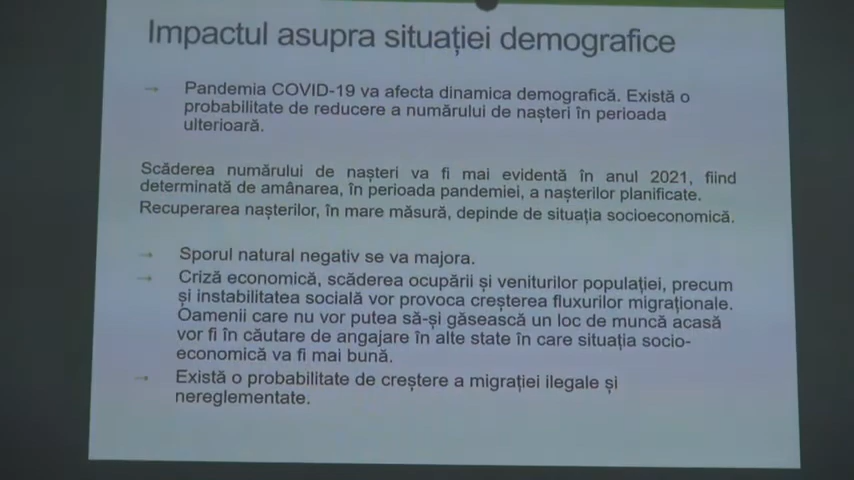 Impactul asupra situației demografice
→ Pandemia COVID-19 va afecta dinamica demografică. Există o
probabilitate de reducere a numărului de nașteri în perioada
ulterioară.
Scăderea numărului de nașteri va fi mai evidentă în anul 2021, fiind
determinată de amânarea, în perioada pandemiei, a nașterilor planificate.
Recuperarea nașterilor, în mare măsură, depinde de situația socioeconomică.
→ Sporul natural negativ se va majora.
→ Criză economică, scăderea ocupării și veniturilor populației, precum
și instabilitatea socială vor provoca creșterea fluxurilor migraționale.
Oamenii care nu vor putea să-și găsească un loc de muncă acasă
vor fi în căutare de angajare în alte state în care situația socio-
economică va fi mai bună.
→ Există o probabilitate de creștere a migrației ilegale și
nereglementate.